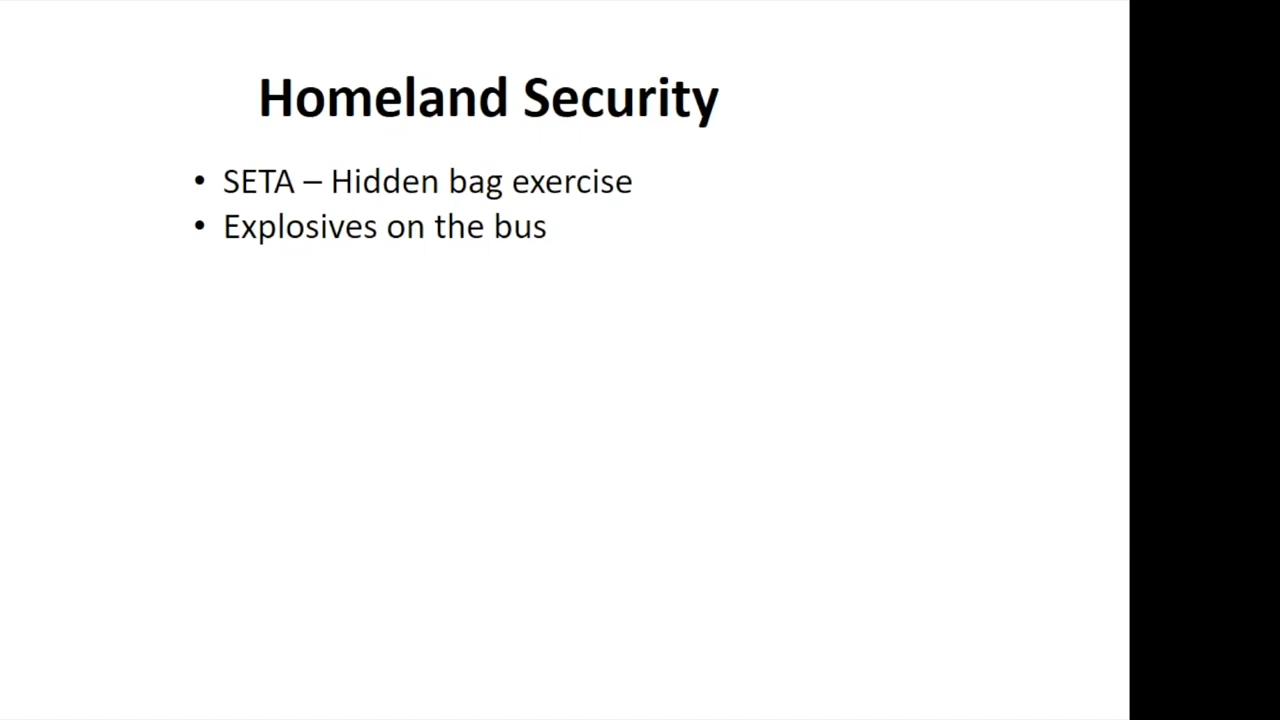 Homeland Security
• SETA – Hidden bag exercise
• Explosives on the bus